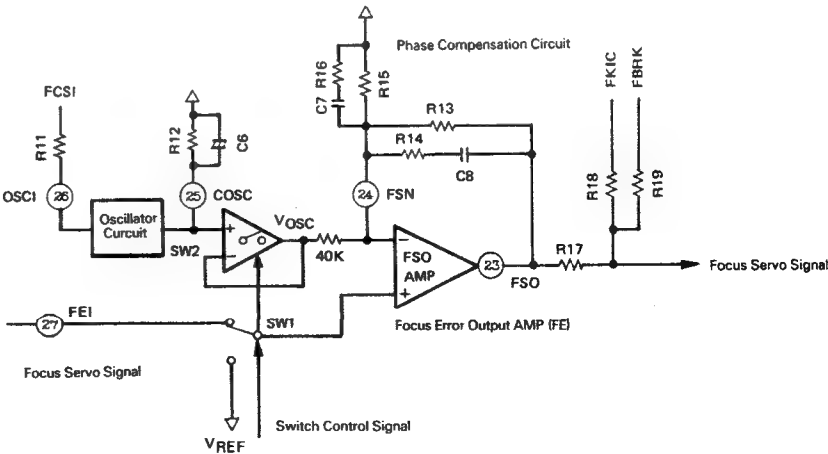 Phase Compensation Circuit
FKIC
FBRK
R16
R15
C7
FCSI
R13
R12
C6
R11
R14
C8
R18
R19
OSCI
26
25
COSC
24
FSN
Oscillator
Curcuit
VOSC
SW2
+
−
40K
−
FSO
AMP
+
23
FSO
R17
Focus Servo Signal
27
FEI
SW1
Focus Error Output AMP (FE)
Focus Servo Signal
VREF
Switch Control Signal